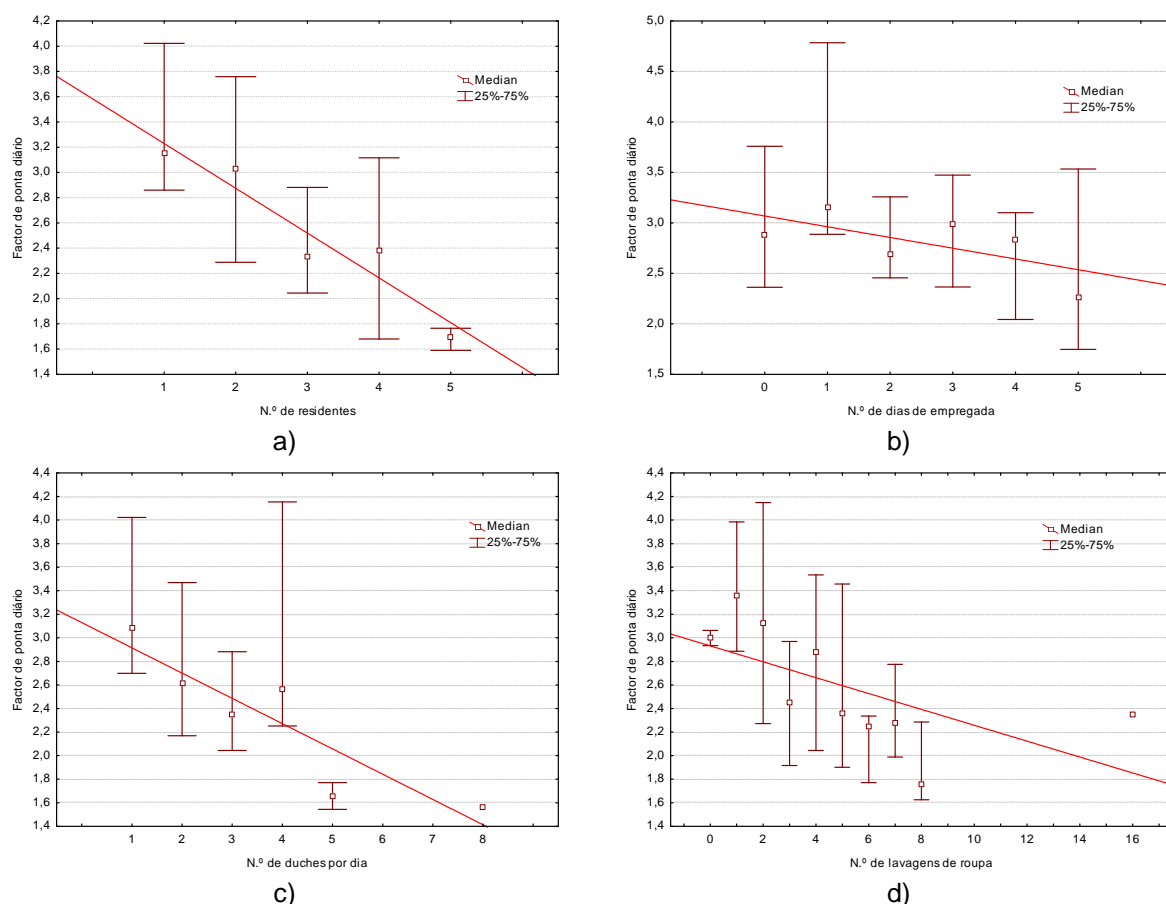 4,2
4,0
3,8
3,6
3,4
3,2
3,0
2,8
2,6
2,4
2,2
2,0
1,8
1,6
1,4
Factor de ponta diário
Median
25%-75%
1 2 3 4 5
N.º de residentes
a)
5,0
4,5
4,0
3,5
3,0
2,5
2,0
1,5
Factor de ponta diário
Median
25%-75%
0 1 2 3 4 5
N.º de dias de empregada
b)
4,4
4,2
4,0
3,8
3,6
3,4
3,2
3,0
2,8
2,6
2,4
2,2
2,0
1,8
1,6
1,4
Factor de ponta diário
Median
25%-75%
1 2 3 4 5 6 7 8
N.º de duches por dia
c)
4,4
4,2
4,0
3,8
3,6
3,4
3,2
3,0
2,8
2,6
2,4
2,2
2,0
1,8
1,6
1,4
Factor de ponta diário
Median
25%-75%
0 2 4 6 8 10 12 14 16
N.º de lavagens de roupa
d)